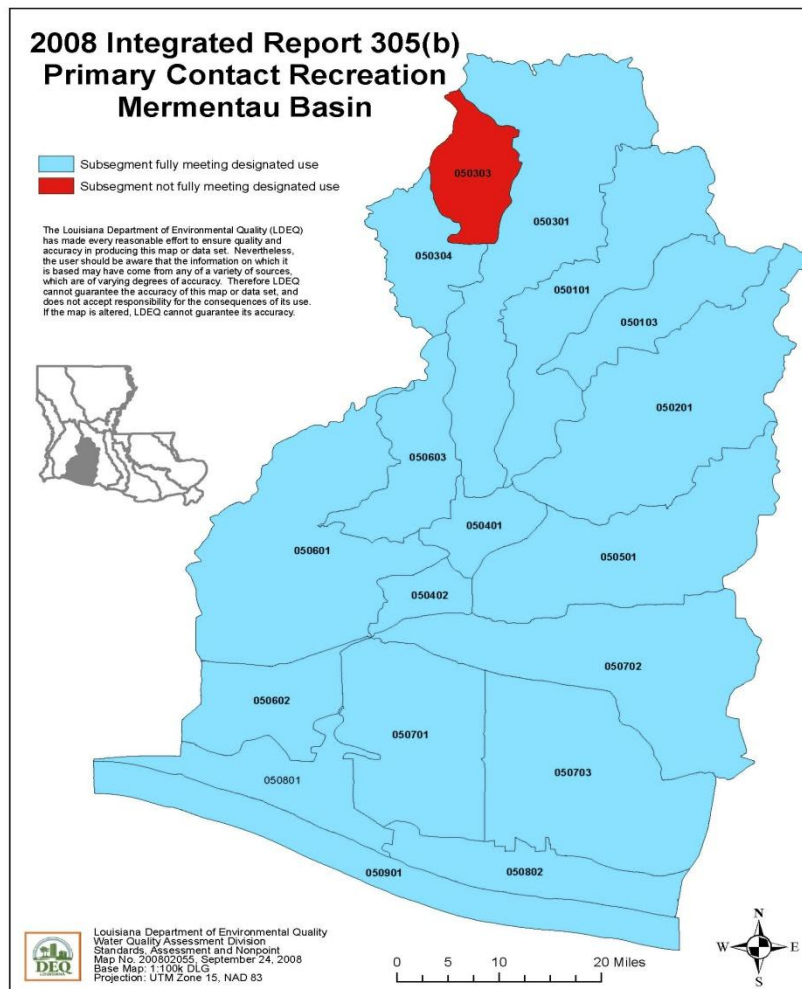 2008 Integrated Report 305(b)
Primary Contact Recreation
Mermentau Basin
Subsegment fully meeting designated use
Subsegment not fully meeting designated use
The Louisiana Department of Environmental Quality (LDEQ)
has made every reasonable effort to ensure quality and
accuracy in producing this map or data set. Nevertheless,
the user should be aware that the information on which it
is based may have come from any of a variety of sources,
which are of varying degrees of accuracy. Therefore LDEQ
cannot guarantee the accuracy of this map or data set, and
does not accept responsibility for the consequences of its use.
If the map is altered, LDEQ cannot guarantee its accuracy.
050303
050301
050304
050101
050103
050201
050603
050401
050601
050501
050402
050702
050602
050701
050801
050703
050901
050802
DEQ
LOUISIANA
Louisiana Department of Environmental Quality
Water Quality Assessment Division
Standards, Assessment and Nonpoint
Map No. 200802055, September 24, 2008
Base Map: 1:100k DLG
Projection: UTM Zone 15, NAD 83
0 5 10 20 Miles
N
W E
S